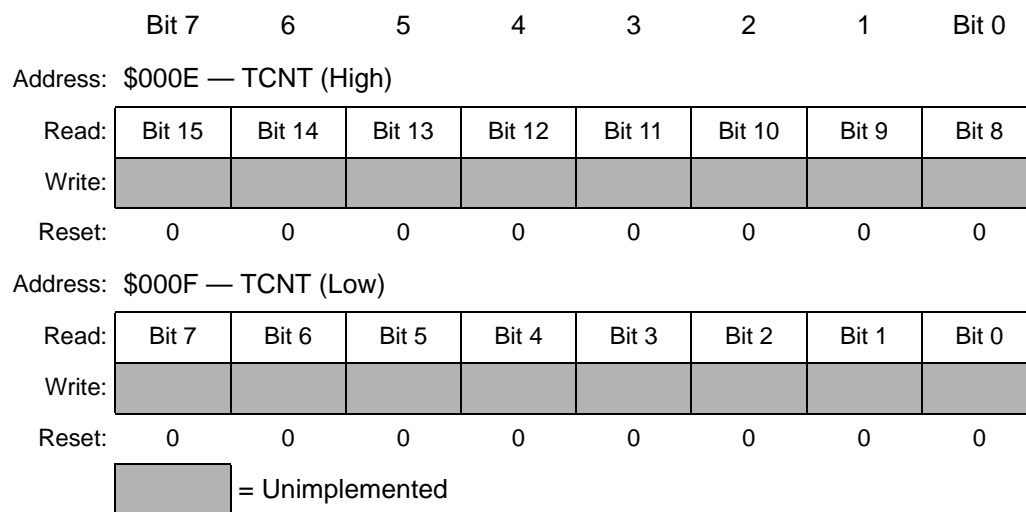 Bit 7 6 5 4 3 2 1 Bit 0
Address: $000E — TCNT (High)
Read: Bit 15 Bit 14 Bit 13 Bit 12 Bit 11 Bit 10 Bit 9 Bit 8
Write:
Reset: 0 0 0 0 0 0 0 0
Address: $000F — TCNT (Low)
Read: Bit 7 Bit 6 Bit 5 Bit 4 Bit 3 Bit 2 Bit 1 Bit 0
Write:
Reset: 0 0 0 0 0 0 0 0
= Unimplemented